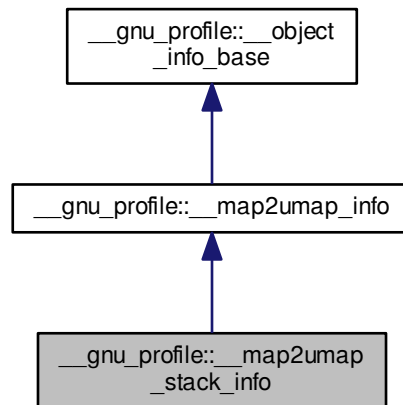 __gnu_profile::__object
_info_base
__gnu_profile::__map2umap_info
__gnu_profile::__map2umap
_stack_info